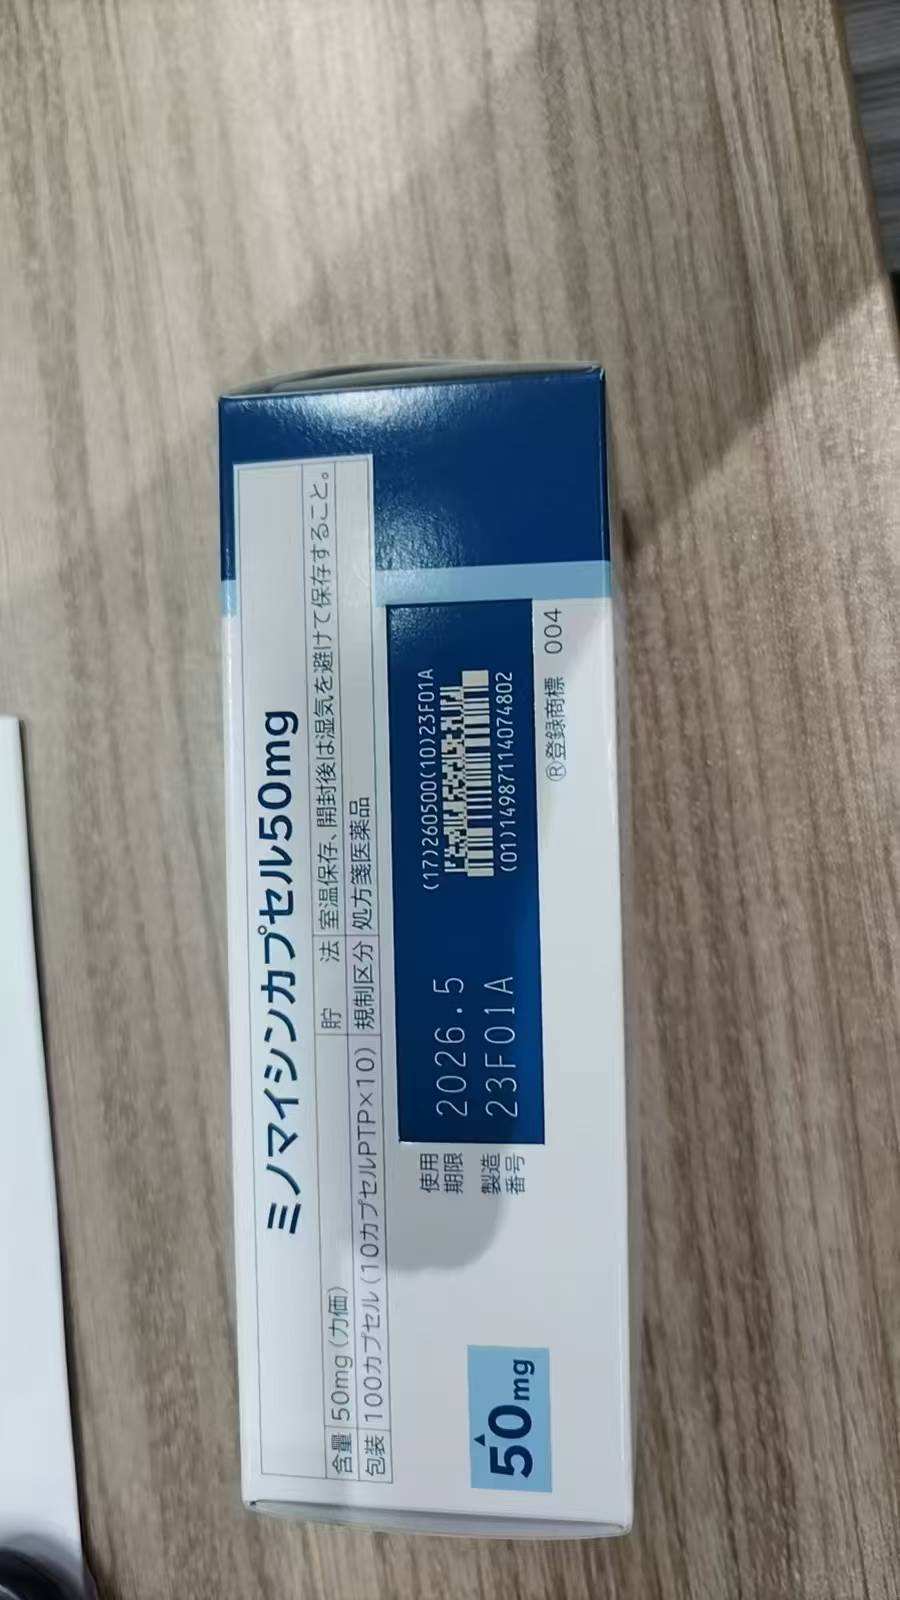 ミノマイシンカプセル50mg
含量 50mg(力価)
貯法 室温保存、開封後は湿気を避けて保存すること。
包装 100カプセル(10カプセルPTP×10)
規制区分 処方箋医薬品
使用期限 2026.5
製造番号 23F01A
(17)260500(10)23F01A
(01)14987114074802
®登録商標 004
50mg